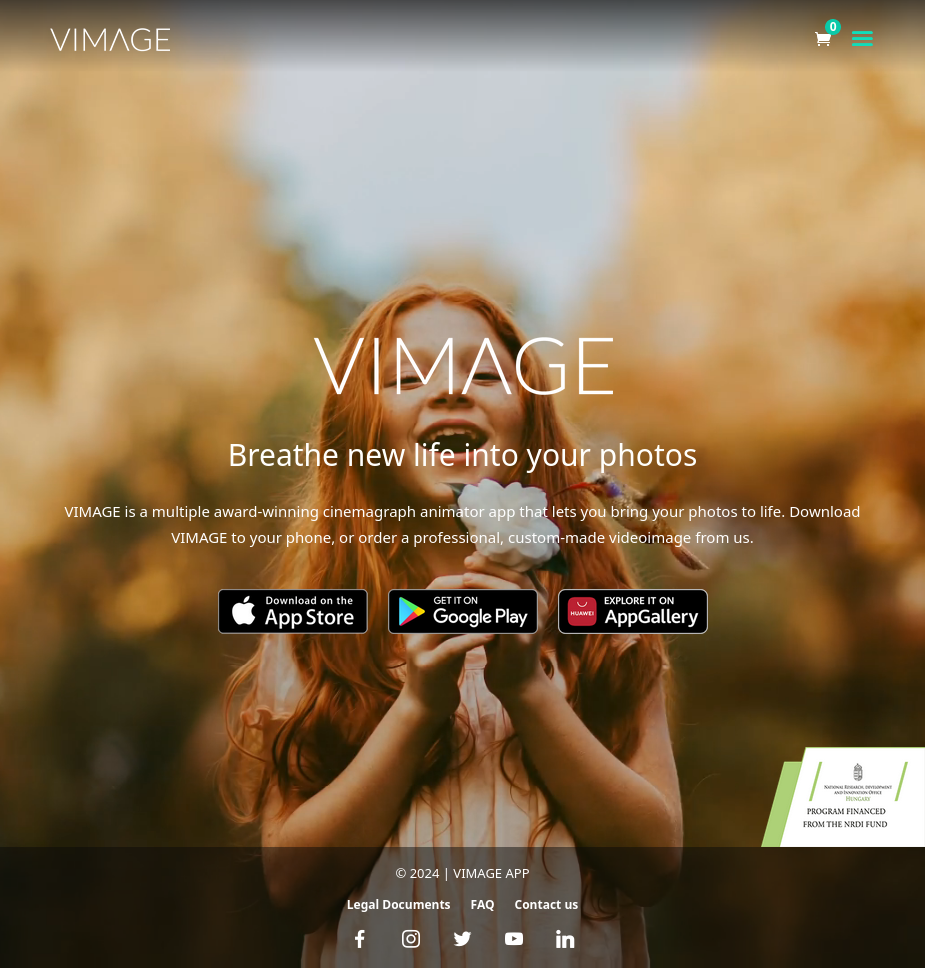 VIMAGE
0
VIMAGE
Breathe new life into your photos
VIMAGE is a multiple award-winning cinemagraph animator app that lets you bring your photos to life. Download
VIMAGE to your phone, or order a professional, custom-made videoimage from us.
Download on the
App Store
GET IT ON
Google Play
HUAWEI
EXPLORE IT ON
AppGallery
NATIONAL RESEARCH, DEVELOPMENT
AND INNOVATION OFFICE
HUNGARY
PROGRAM FINANCED
FROM THE NRDI FUND
© 2024 | VIMAGE APP
Legal Documents FAQ Contact us